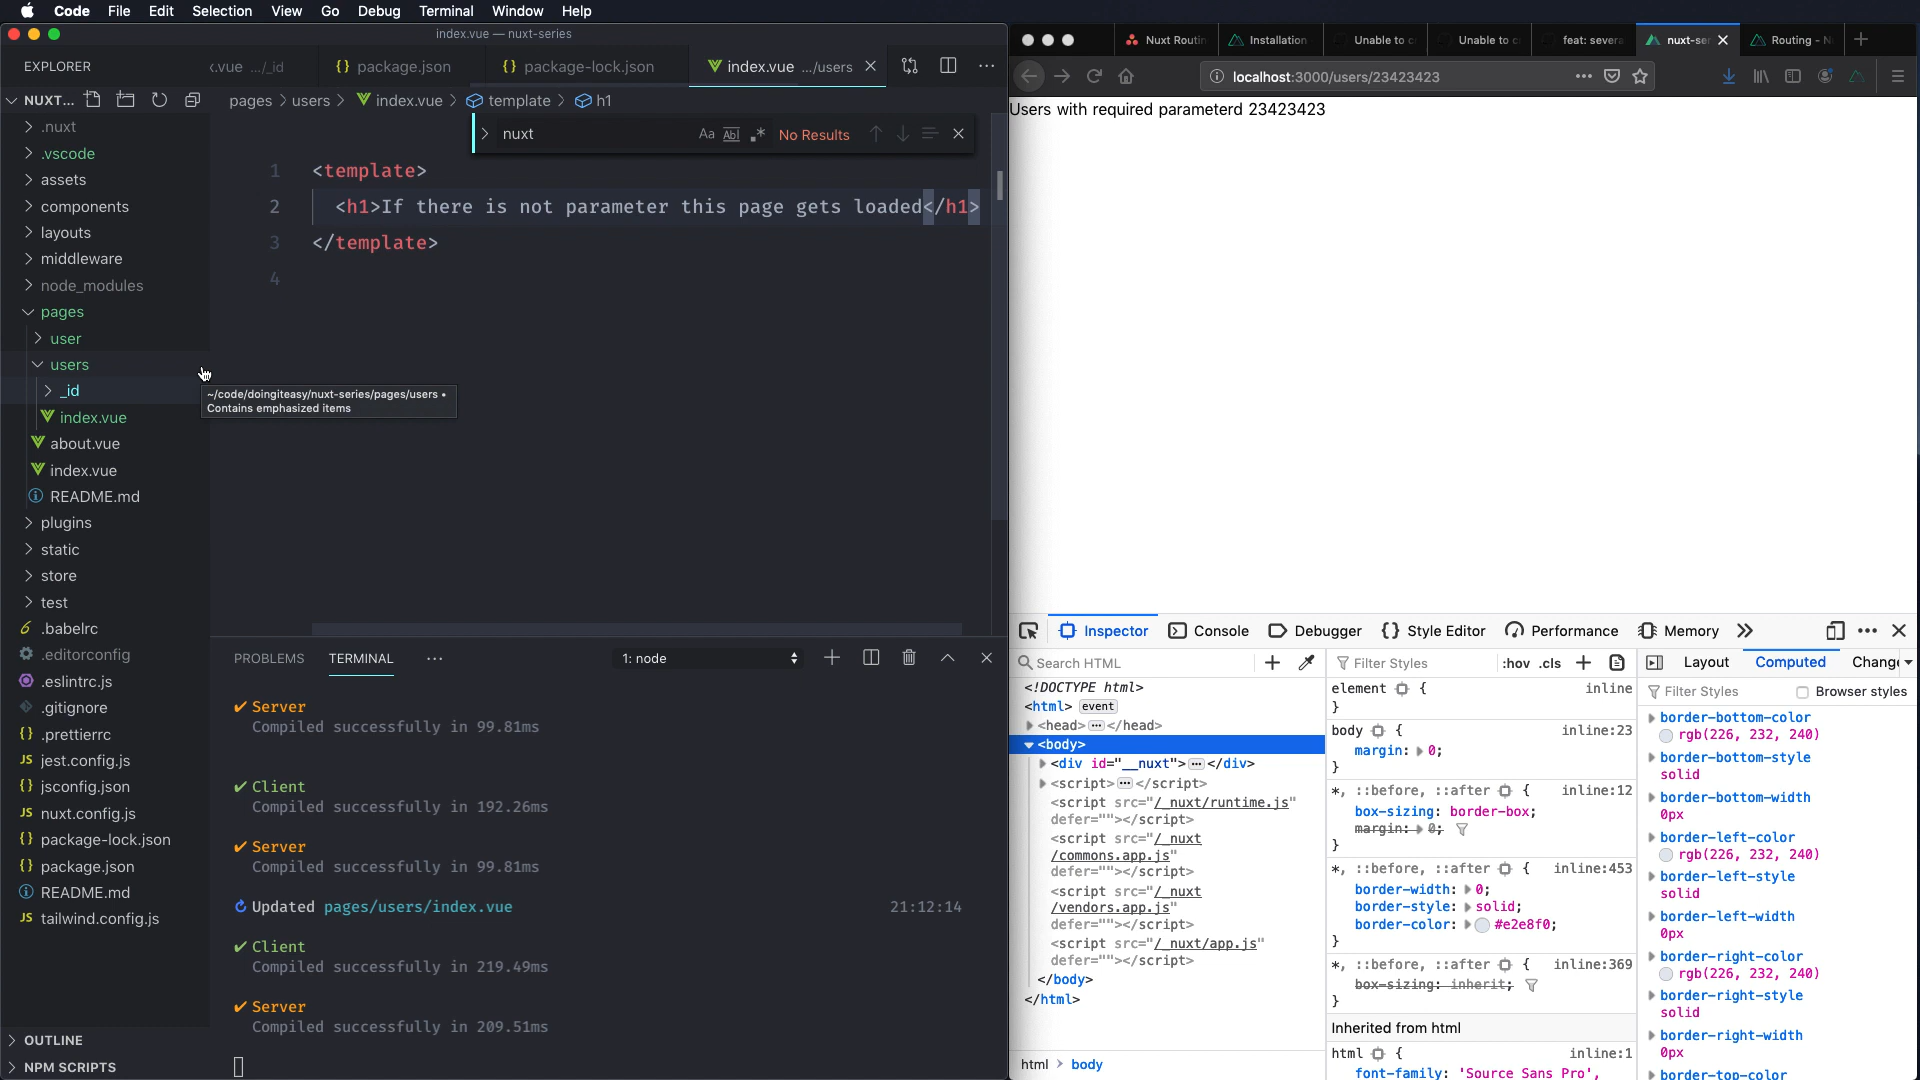 Code File Edit Selection View Go Debug Terminal Window Help
index.vue — nuxt-series
EXPLORER
.vue .../_id
package.json
package-lock.json
index.vue .../users
NUXT...
pages > users > index.vue > template > h1
nuxt
Aa Abl .* No Results
.nuxt
.vscode
assets
components
layouts
middleware
node_modules
pages
user
users
_id
index.vue
about.vue
index.vue
README.md
plugins
static
store
test
.babelrc
.editorconfig
.eslintrc.js
.gitignore
.prettierrc
jest.config.js
jsconfig.json
nuxt.config.js
package-lock.json
package.json
README.md
tailwind.config.js
OUTLINE
NPM SCRIPTS
1 <template>
2 <h1>If there is not parameter this page gets loaded</h1>
3 </template>
4
~/code/doingiteasy/nuxt-series/pages/users •
Contains emphasized items
PROBLEMS TERMINAL ... 1: node
✔ Server
Compiled successfully in 99.81ms
✔ Client
Compiled successfully in 192.26ms
✔ Server
Compiled successfully in 99.81ms
Updated pages/users/index.vue 21:12:14
✔ Client
Compiled successfully in 219.49ms
✔ Server
Compiled successfully in 209.51ms
Nuxt Routin
Installation
Unable to c
Unable to c
feat: severa
nuxt-se
Routing - N
localhost:3000/users/23423423
Users with required parameterd 23423423
Inspector Console Debugger Style Editor Performance Memory
Search HTML
<!DOCTYPE html>
<html> event
<head> ... </head>
<body>
<div id="__nuxt"> ... </div>
<script> ... </script>
<script src="/_nuxt/runtime.js"
defer=""></script>
<script src="/_nuxt
/commons.app.js"
defer=""></script>
<script src="/_nuxt
/vendors.app.js"
defer=""></script>
<script src="/_nuxt/app.js"
defer=""></script>
</body>
</html>
html > body
Filter Styles :hov .cls
element { inline
}
body { inline:23
margin: 0;
}
*, ::before, ::after { inline:12
box-sizing: border-box;
margin: 0;
}
*, ::before, ::after { inline:453
border-width: 0;
border-style: solid;
border-color: #e2e8f0;
}
*, ::before, ::after { inline:369
box-sizing: inherit;
}
Inherited from html
html { inline:1
font-family: 'Source Sans Pro',
Layout Computed Change
Filter Styles Browser styles
border-bottom-color
rgb(226, 232, 240)
border-bottom-style
solid
border-bottom-width
0px
border-left-color
rgb(226, 232, 240)
border-left-style
solid
border-left-width
0px
border-right-color
rgb(226, 232, 240)
border-right-style
solid
border-right-width
0px
border-top-color